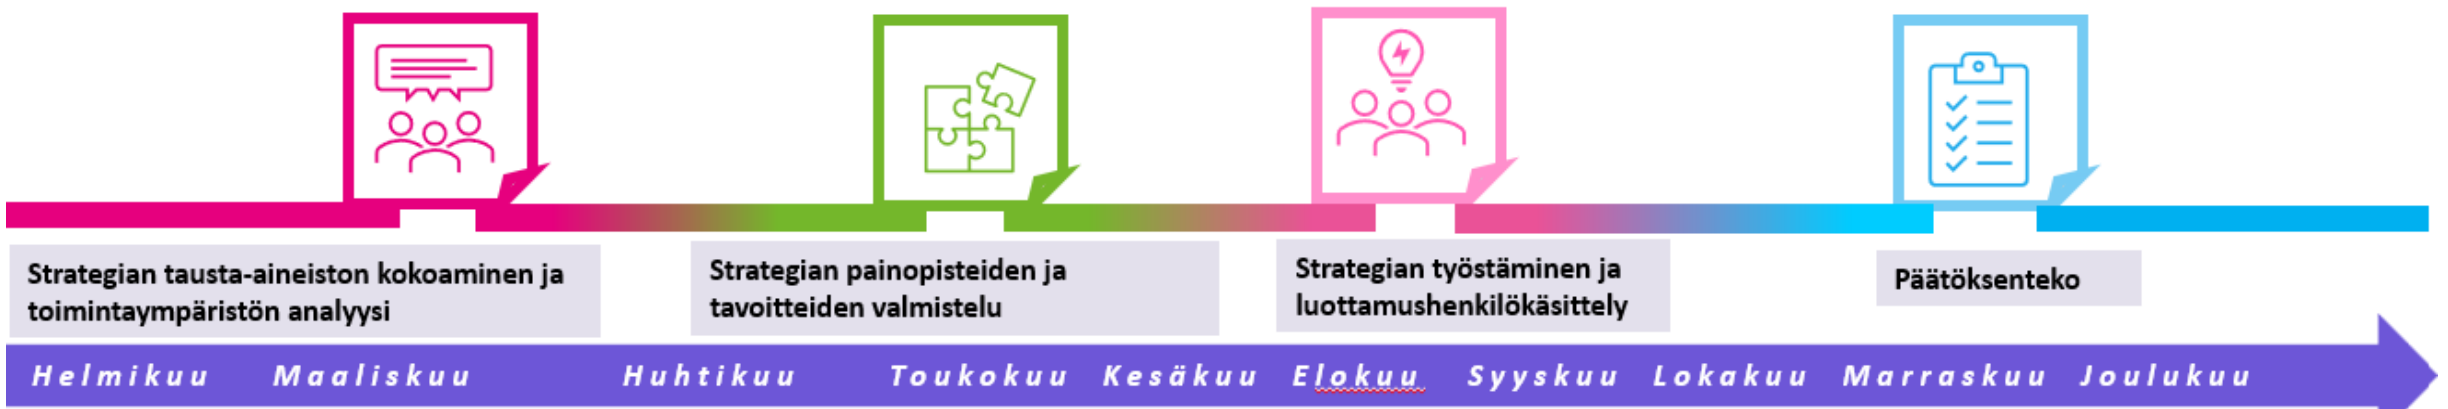 Strategian tausta-aineiston kokoaminen ja
toimintaympäristön analyysi
Strategian painopisteiden ja
tavoitteiden valmistelu
Strategian työstäminen ja
luottamushenkilökäsittely
Päätöksenteko
Helmikuu Maaliskuu Huhtikuu Toukokuu Kesäkuu Elokuu Syyskuu Lokakuu Marraskuu Joulukuu